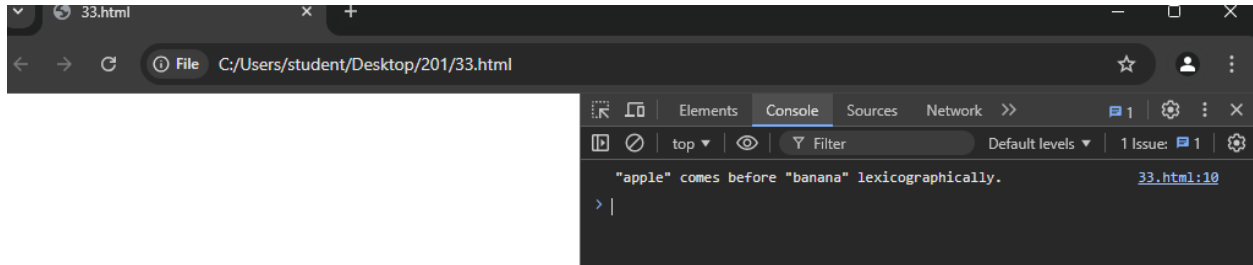 33.html
File C:/Users/student/Desktop/201/33.html
Elements Console Sources Network 1
top Filter Default levels 1 Issue: 1
"apple" comes before "banana" lexicographically. 33.html:10